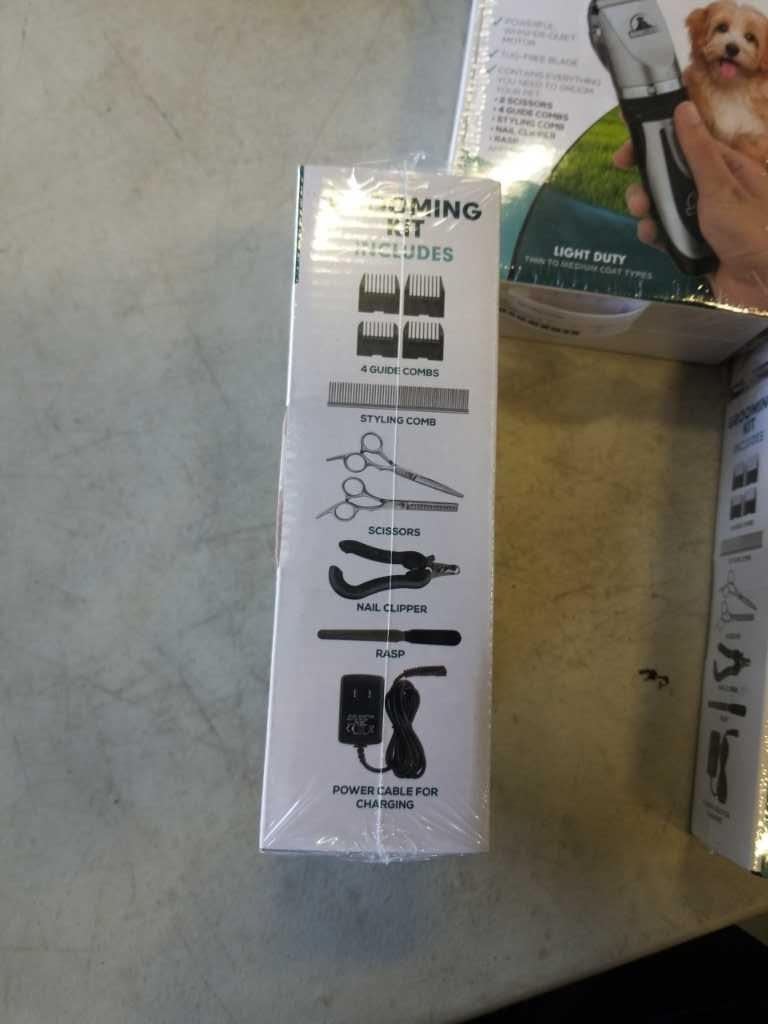 GROOMING
KIT
INCLUDES
4 GUIDE COMBS
STYLING COMB
SCISSORS
NAIL CLIPPER
RASP
POWER CABLE FOR
CHARGING
POWERFUL
WHISPER-QUIET
MOTOR
TUG-FREE BLADE
CONTAINS EVERYTHING
YOU NEED TO GROOM
YOUR PET
• 2 SCISSORS
• 4 GUIDE COMBS
• STYLING COMB
• NAIL CLIPPER
• RASP
LIGHT DUTY
THIN TO MEDIUM COAT TYPES
GROOMING
KIT
INCLUDES